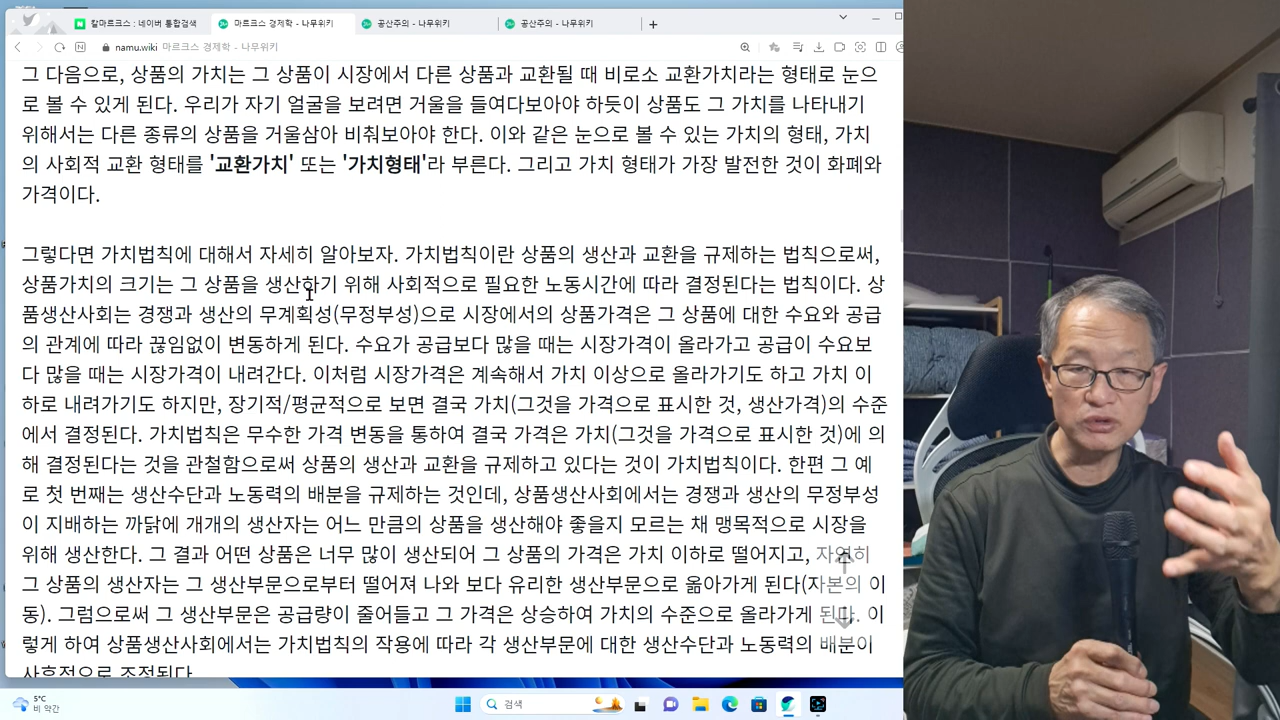 칼마르크스 : 네이버 통합검색
마르크스 경제학 - 나무위키
공산주의 - 나무위키
공산주의 - 나무위키
namu.wiki 마르크스 경제학 - 나무위키
그 다음으로, 상품의 가치는 그 상품이 시장에서 다른 상품과 교환될 때 비로소 교환가치라는 형태로 눈으
로 볼 수 있게 된다. 우리가 자기 얼굴을 보려면 거울을 들여다보아야 하듯이 상품도 그 가치를 나타내기
위해서는 다른 종류의 상품을 거울삼아 비춰보아야 한다. 이와 같은 눈으로 볼 수 있는 가치의 형태, 가치
의 사회적 교환 형태를 '교환가치' 또는 '가치형태'라 부른다. 그리고 가치 형태가 가장 발전한 것이 화폐와
가격이다.
그렇다면 가치법칙에 대해서 자세히 알아보자. 가치법칙이란 상품의 생산과 교환을 규제하는 법칙으로써,
상품가치의 크기는 그 상품을 생산하기 위해 사회적으로 필요한 노동시간에 따라 결정된다는 법칙이다. 상
품생산사회는 경쟁과 생산의 무계획성(무정부성)으로 시장에서의 상품가격은 그 상품에 대한 수요와 공급
의 관계에 따라 끊임없이 변동하게 된다. 수요가 공급보다 많을 때는 시장가격이 올라가고 공급이 수요보
다 많을 때는 시장가격이 내려간다. 이처럼 시장가격은 계속해서 가치 이상으로 올라가기도 하고 가치 이
하로 내려가기도 하지만, 장기적/평균적으로 보면 결국 가치(그것을 가격으로 표시한 것, 생산가격)의 수준
에서 결정된다. 가치법칙은 무수한 가격 변동을 통하여 결국 가격은 가치(그것을 가격으로 표시한 것)에 의
해 결정된다는 것을 관철함으로써 상품의 생산과 교환을 규제하고 있다는 것이 가치법칙이다. 한편 그 예
로 첫 번째는 생산수단과 노동력의 배분을 규제하는 것인데, 상품생산사회에서는 경쟁과 생산의 무정부성
이 지배하는 까닭에 개개의 생산자는 어느 만큼의 상품을 생산해야 좋을지 모르는 채 맹목적으로 시장을
위해 생산한다. 그 결과 어떤 상품은 너무 많이 생산되어 그 상품의 가격은 가치 이하로 떨어지고, 자연히
그 상품의 생산자는 그 생산부문으로부터 떨어져 나와 보다 유리한 생산부문으로 옮아가게 된다(자본의 이
동). 그럼으로써 그 생산부문은 공급량이 줄어들고 그 가격은 상승하여 가치의 수준으로 올라가게 된다. 이
렇게 하여 상품생산사회에서는 가치법칙의 작용에 따라 각 생산부문에 대한 생산수단과 노동력의 배분이
사후적으로 조정된다
5°C
비 약간
검색